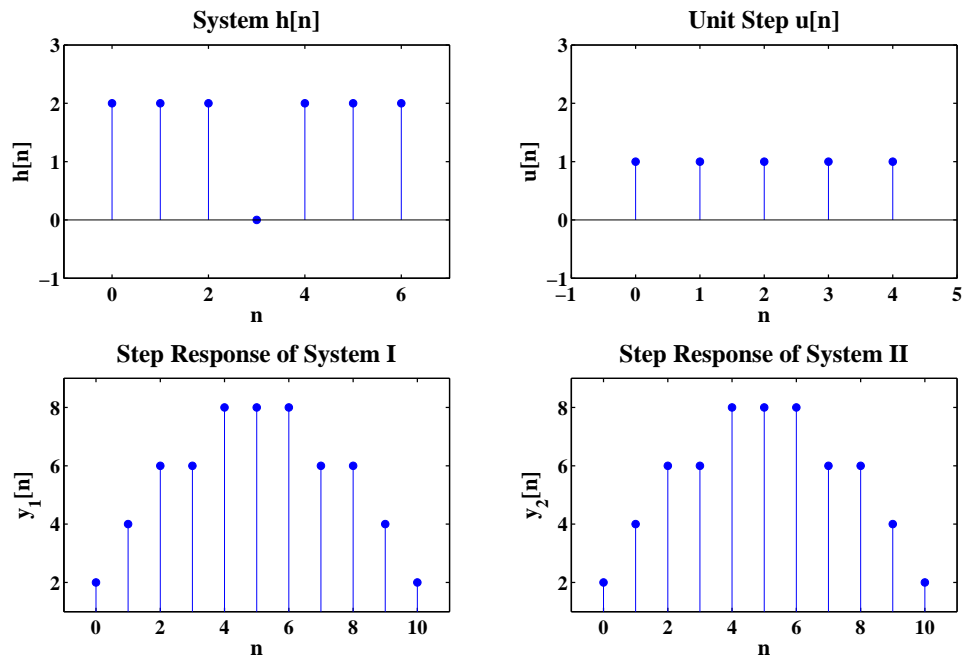 System h[n]
3
2
1
0
−1
h[n]
0 2 4 6
n
Unit Step u[n]
3
2
1
0
−1
u[n]
−1 0 1 2 3 4 5
n
Step Response of System I
8
6
4
2
y1[n]
0 2 4 6 8 10
n
Step Response of System II
8
6
4
2
y2[n]
0 2 4 6 8 10
n